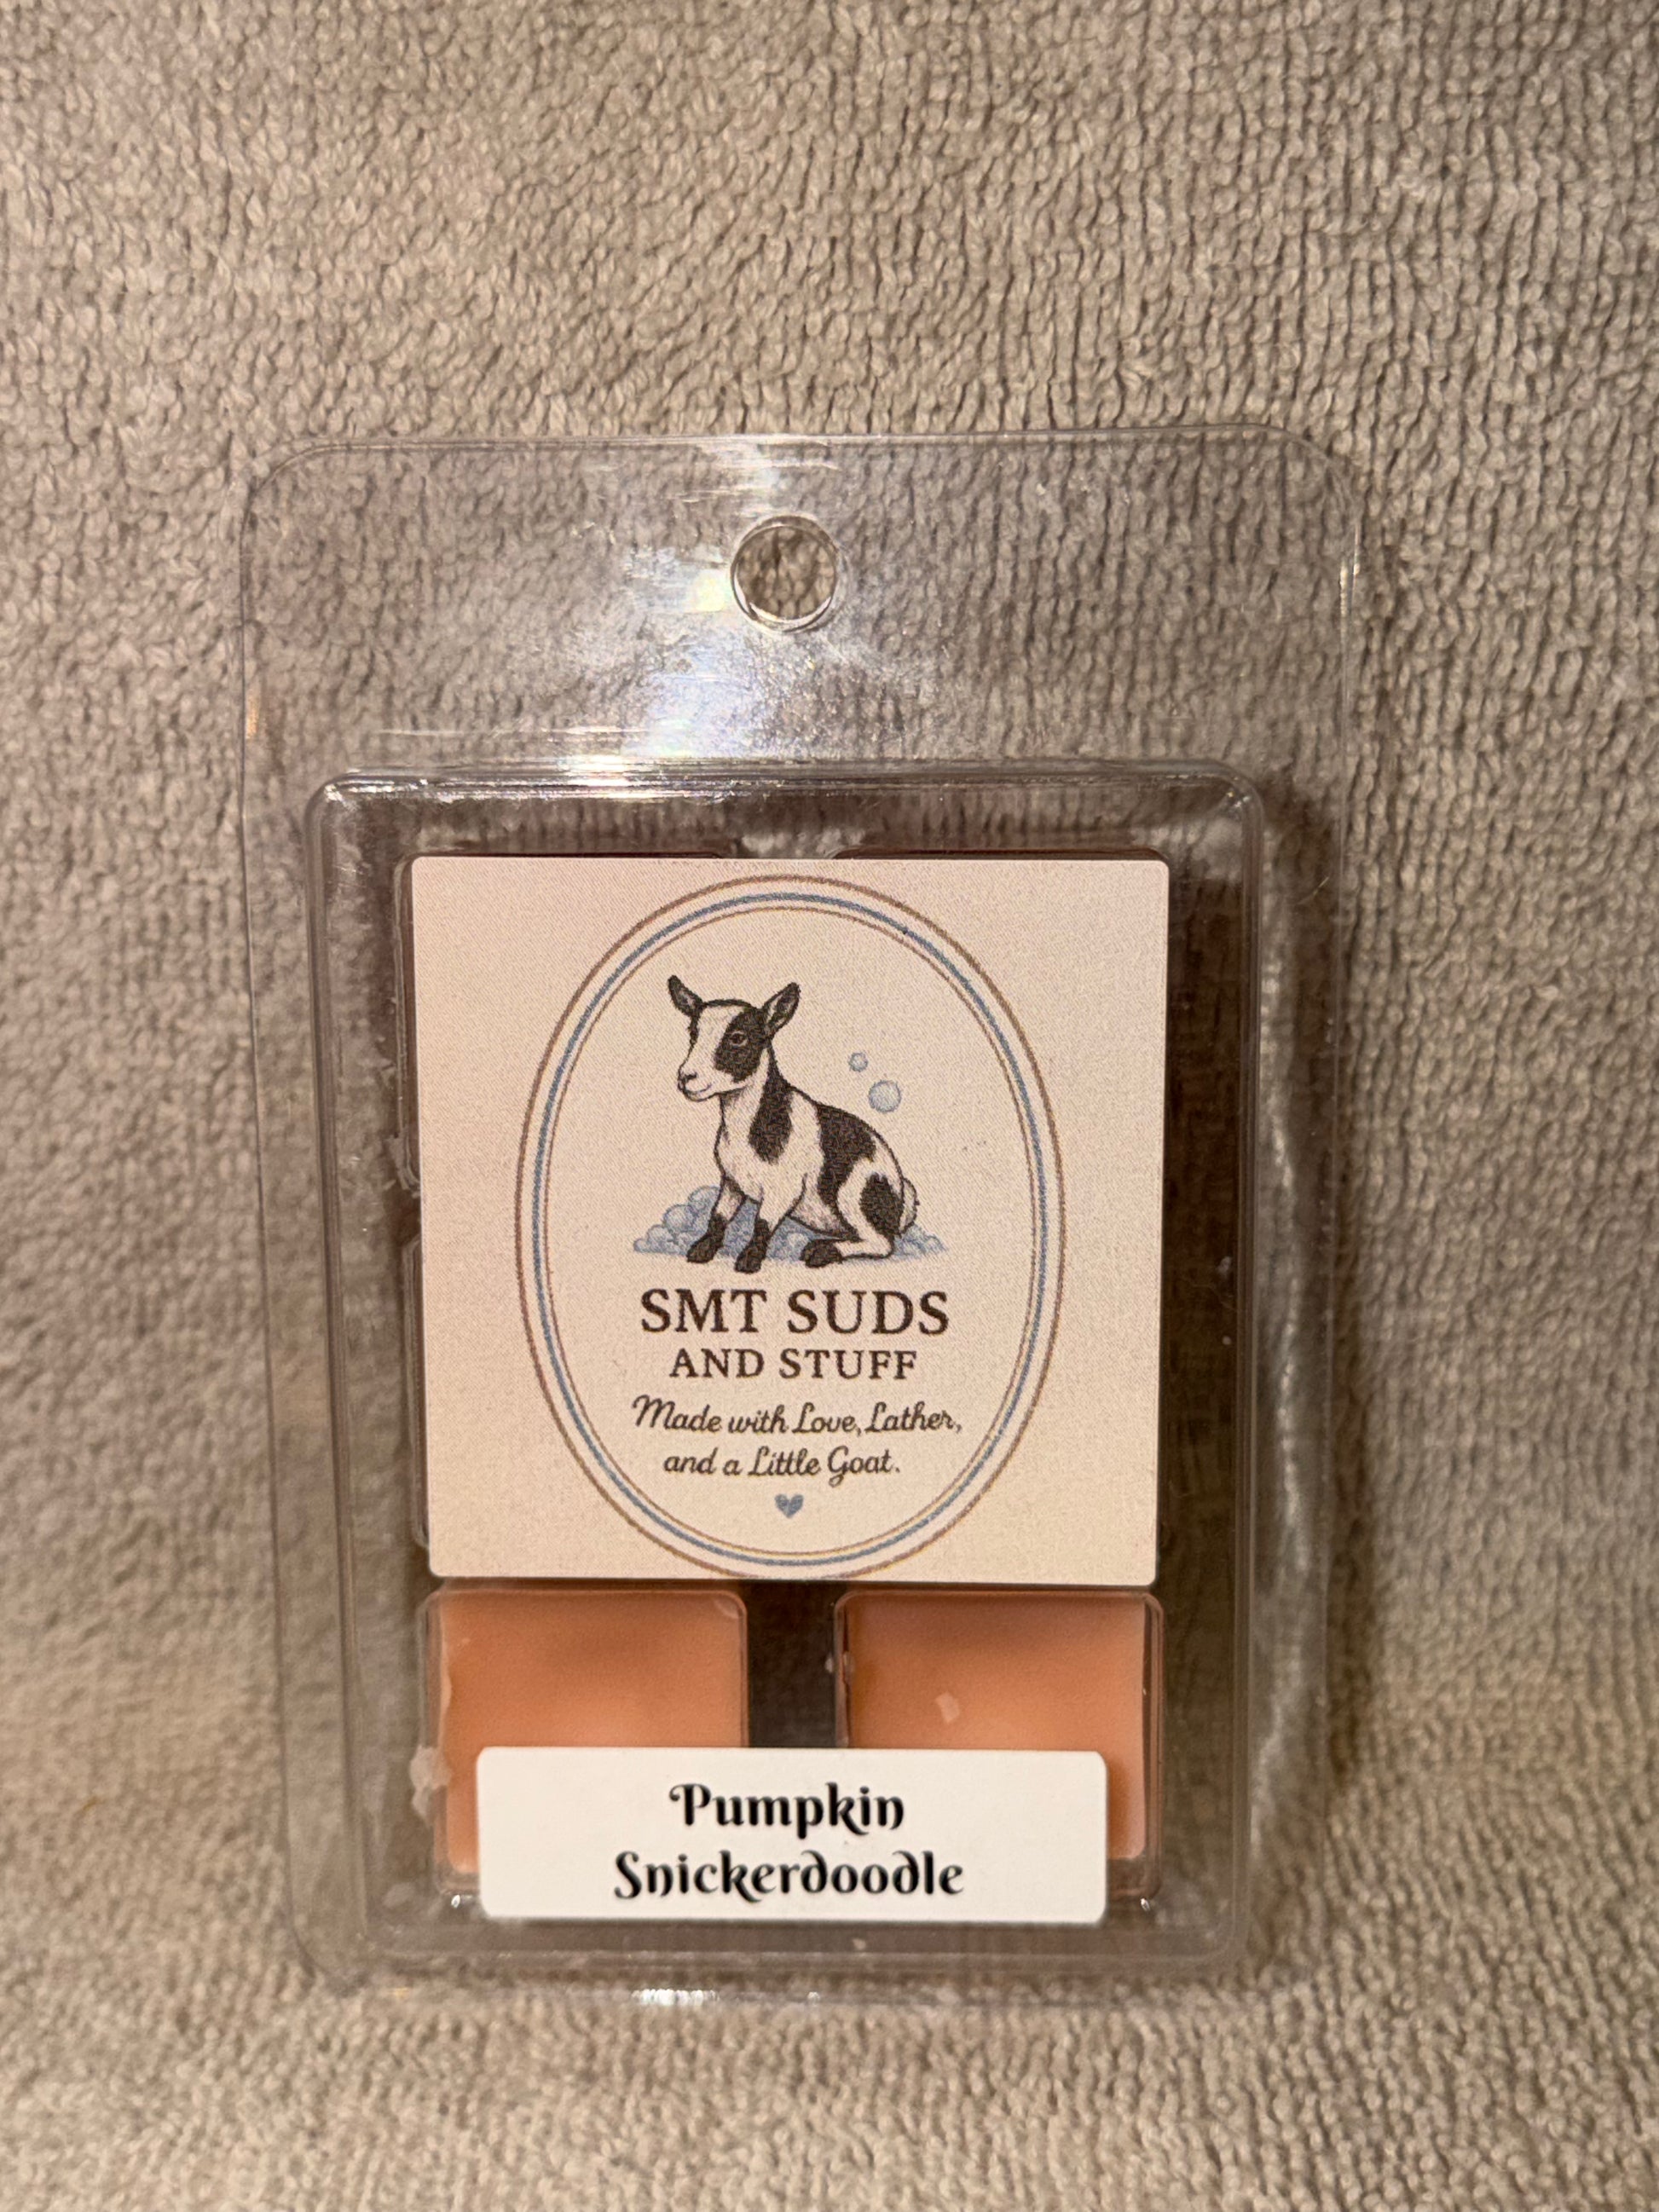 SMT SUDS
AND STUFF
Made with Love, Lather,
and a Little Goat.
Pumpkin
Snickerdoodle